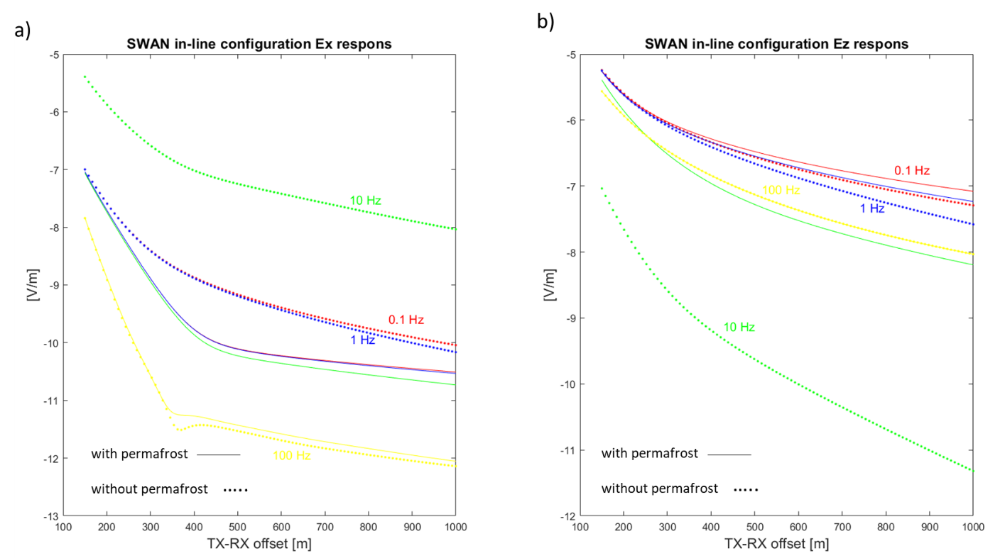 a)
SWAN in-line configuration Ex respons
-5
-6
-7
-8
-9
-10
-11
-12
-13
[V/m]
10 Hz
0.1 Hz
1 Hz
100 Hz
with permafrost
without permafrost
100 200 300 400 500 600 700 800 900 1000
TX-RX offset [m]
b)
SWAN in-line configuration Ez respons
-5
-6
-7
-8
-9
-10
-11
-12
[V/m]
0.1 Hz
100 Hz
1 Hz
10 Hz
with permafrost
without permafrost
100 200 300 400 500 600 700 800 900 1000
TX-RX offset [m]